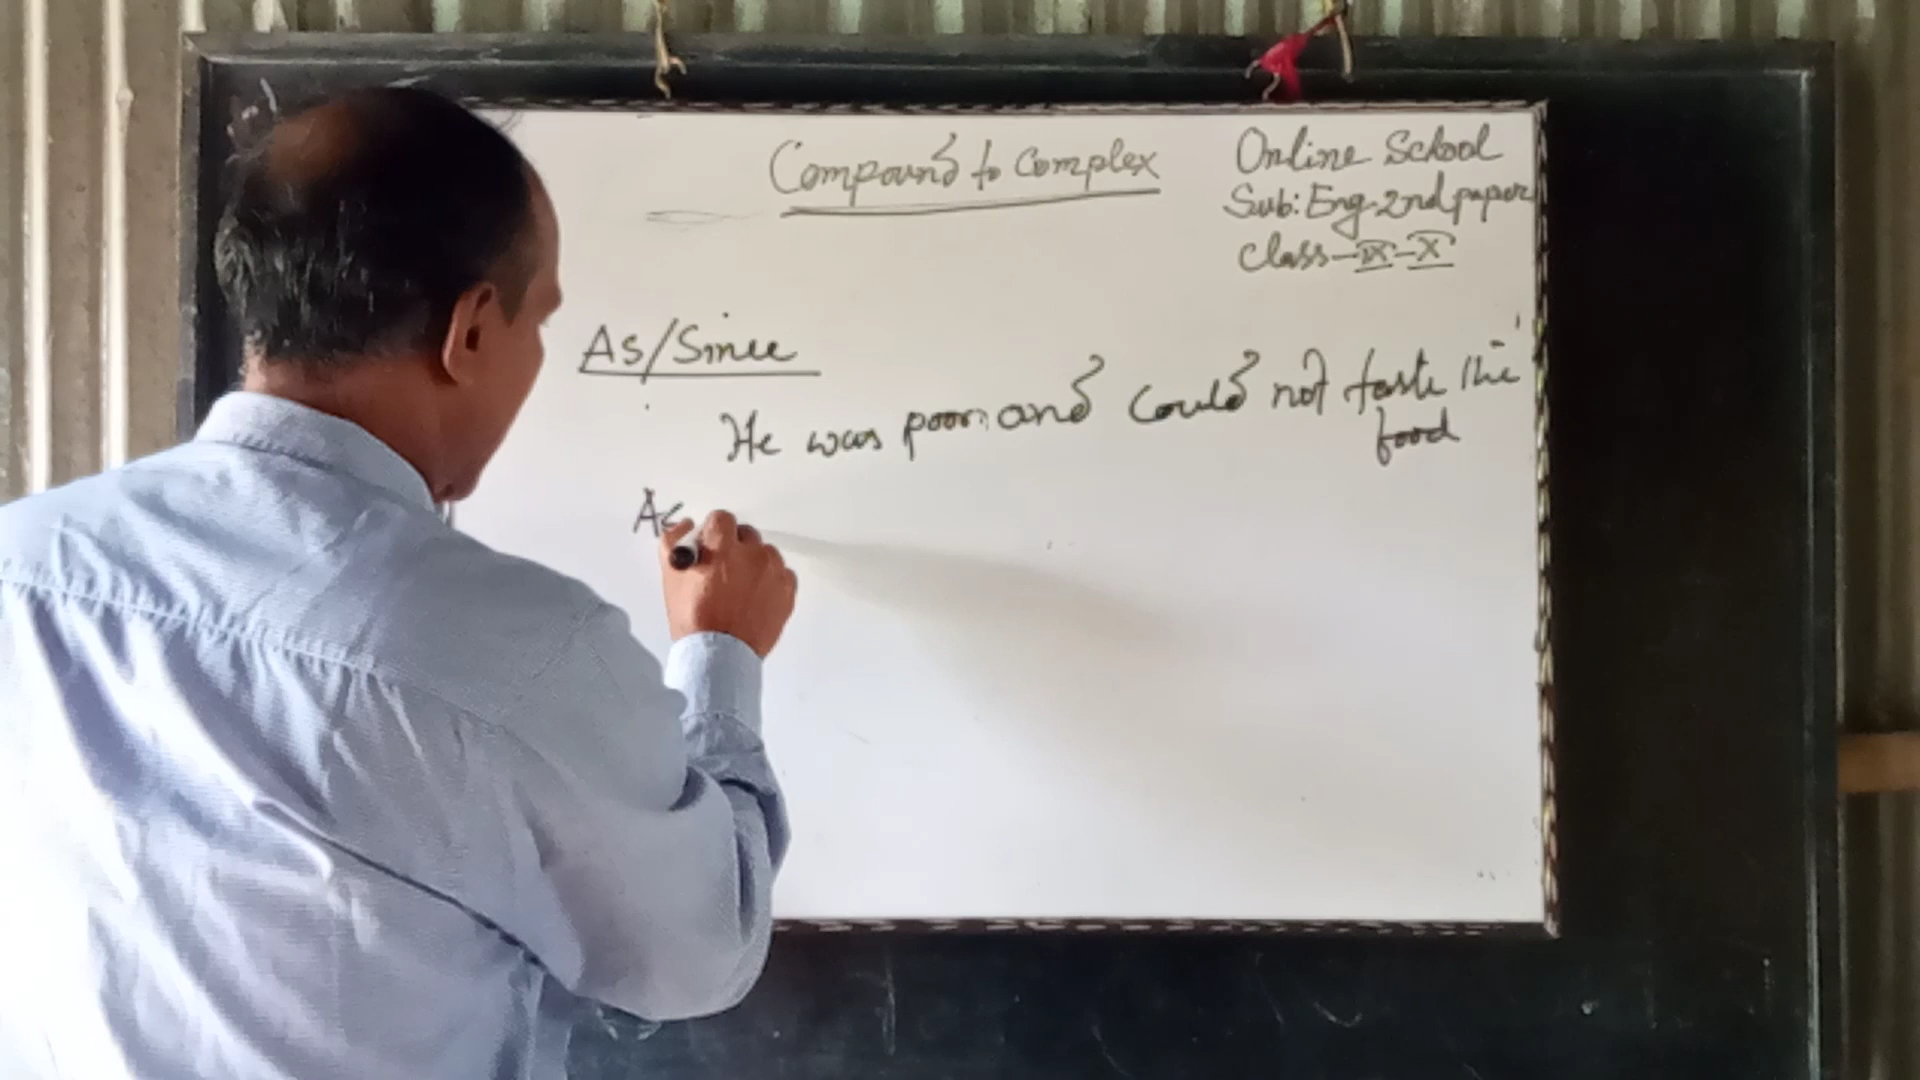 Compound to Complex
Online School
Sub: Eng-2nd paper
Class-IX-X
As/Since
He was poor and could not taste the
food
As